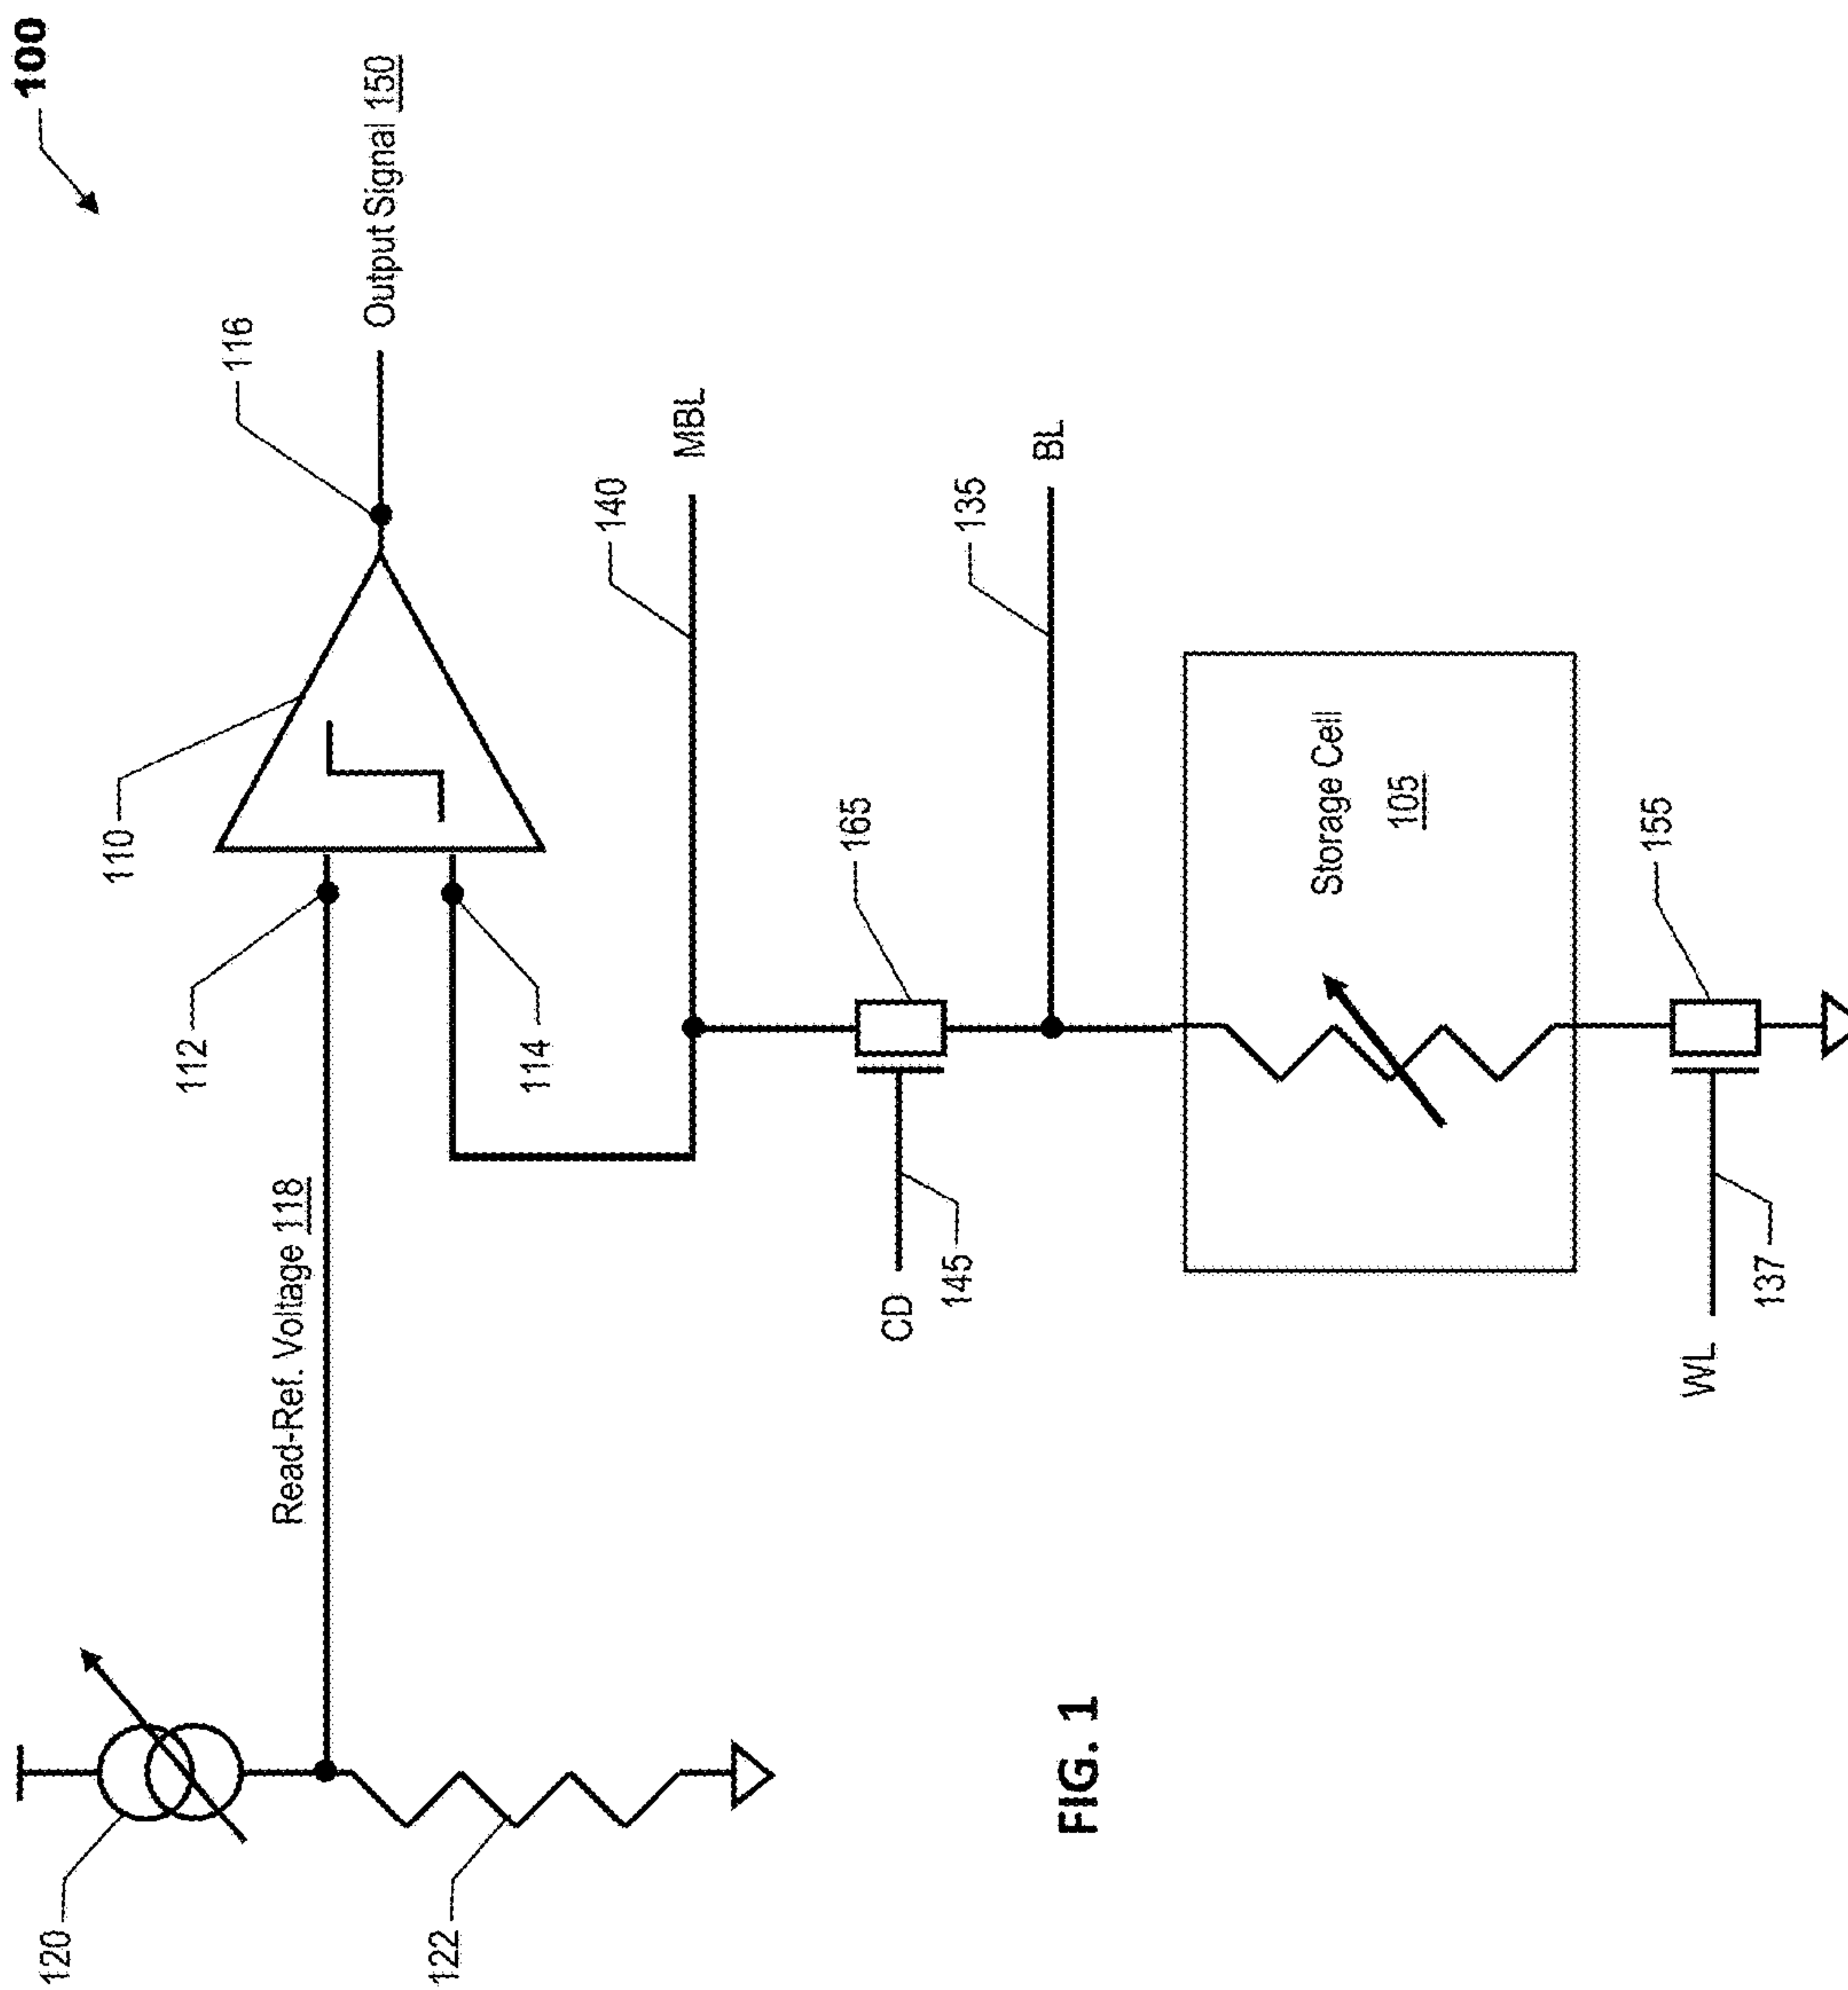 100
120
122
Read-Ref. Voltage 118
112
114
110
116
Output Signal 150
140
MBL
CD
145
165
135
BL
Storage Cell
105
WL
137
155
FIG. 1